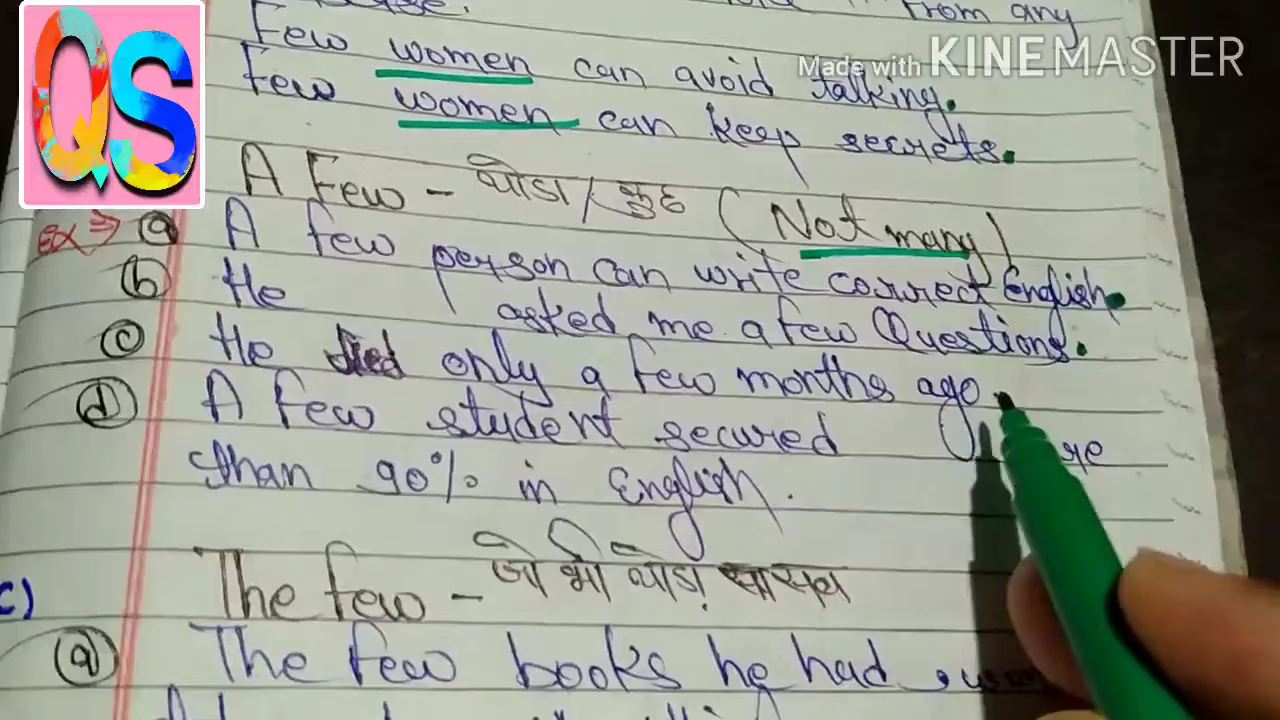 QS
Made with KINEMASTER
From any
Few women can avoid talking.
Few women can keep secrets.
A Few - थोडा / कुछ (Not many)
Ex ⇒ (a) A few person can write correct English.
(b) He asked me a few Questions.
(c) He died only a few months ago.
(d) A few student secured
than 90% in English.
The few - जो भी थोड़ा सा सब
C)
(a) The few books he had